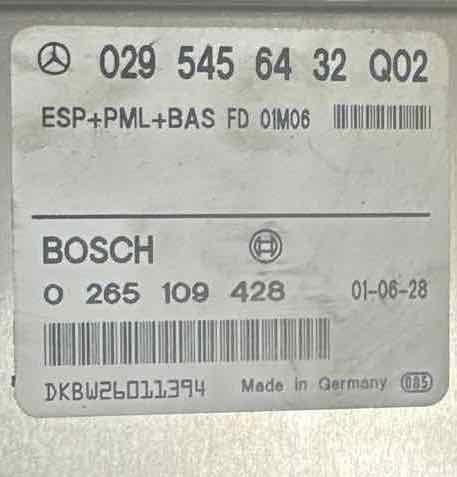 029 545 64 32 Q02
ESP+PML+BAS FD 01M06
BOSCH
0 265 109 428 01-06-28
DKBW26011394 Made in Germany 085